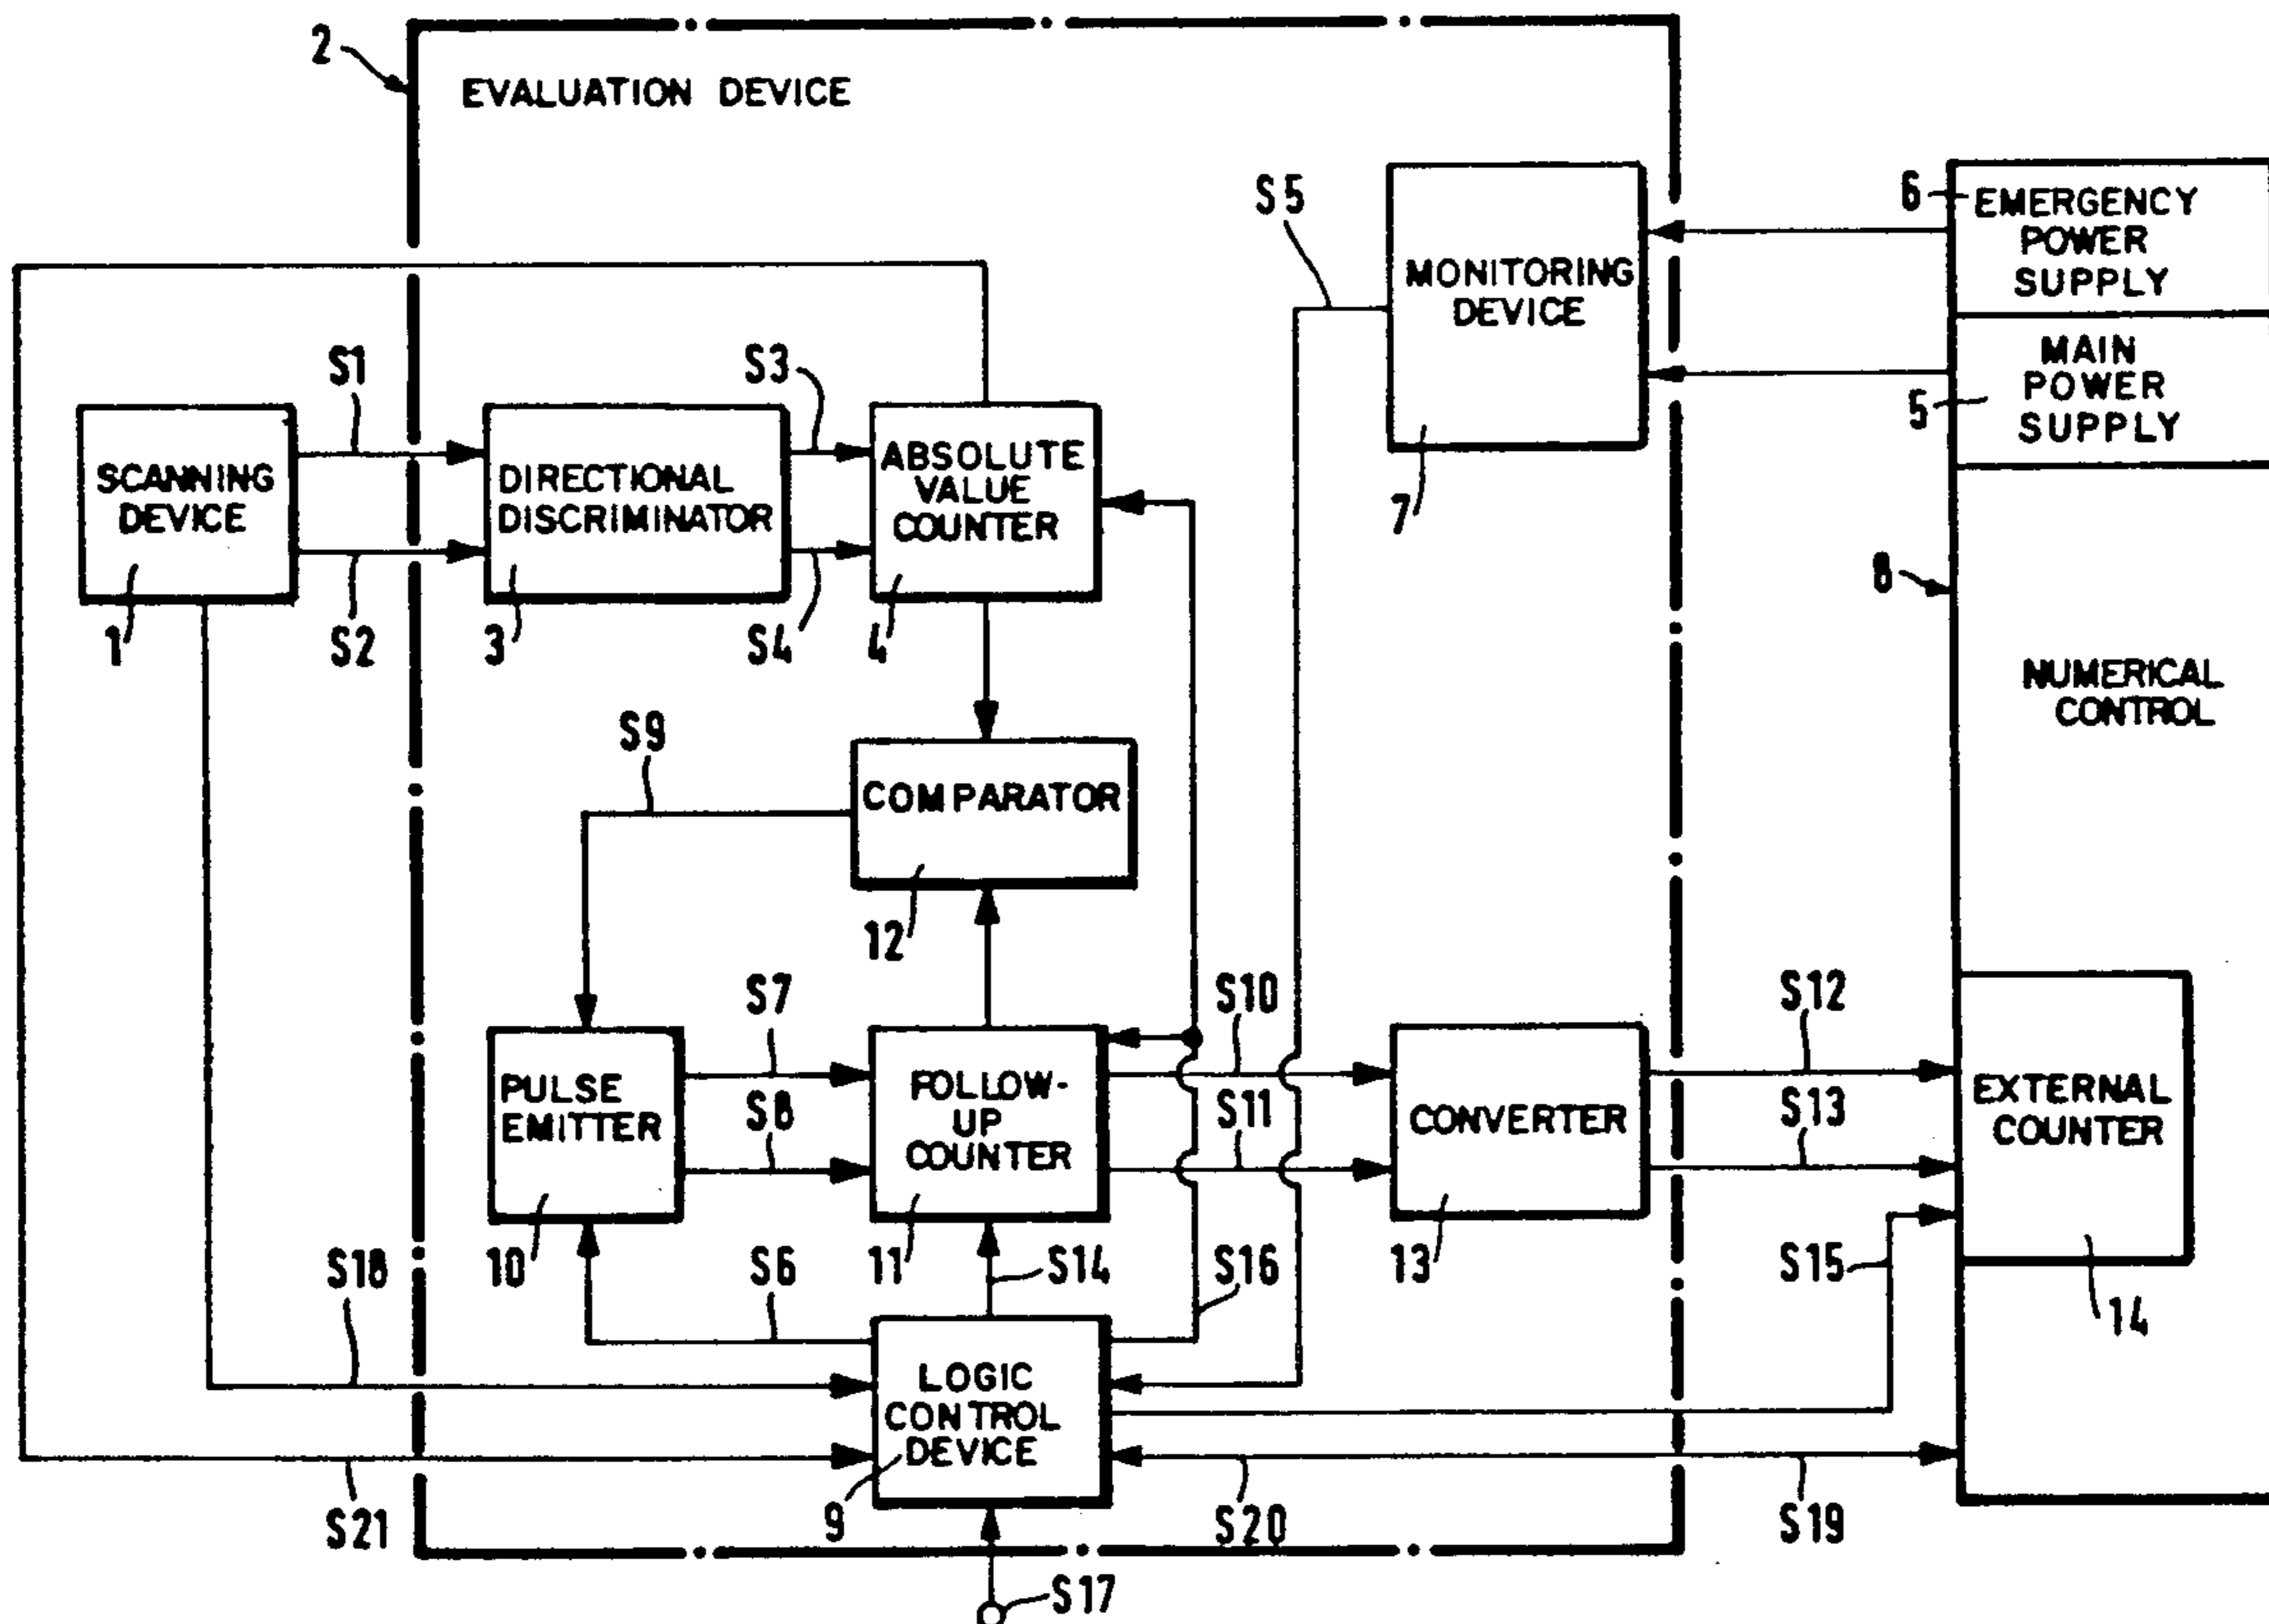 2
EVALUATION DEVICE
S5
6
EMERGENCY
POWER
SUPPLY
MONITORING
DEVICE
MAIN
POWER
SUPPLY
5
7
S1
S3
SCANNING
DEVICE
1
S2
DIRECTIONAL
DISCRIMINATOR
3
S4
ABSOLUTE
VALUE
COUNTER
4
8
NUMERICAL
CONTROL
S9
COMPARATOR
12
S7
S10
S12
PULSE
EMITTER
S8
FOLLOW-
UP
COUNTER
S11
CONVERTER
S13
EXTERNAL
COUNTER
10
11
13
S18
S6
S14
S16
S15
14
LOGIC
CONTROL
DEVICE
9
S21
S20
S19
S17